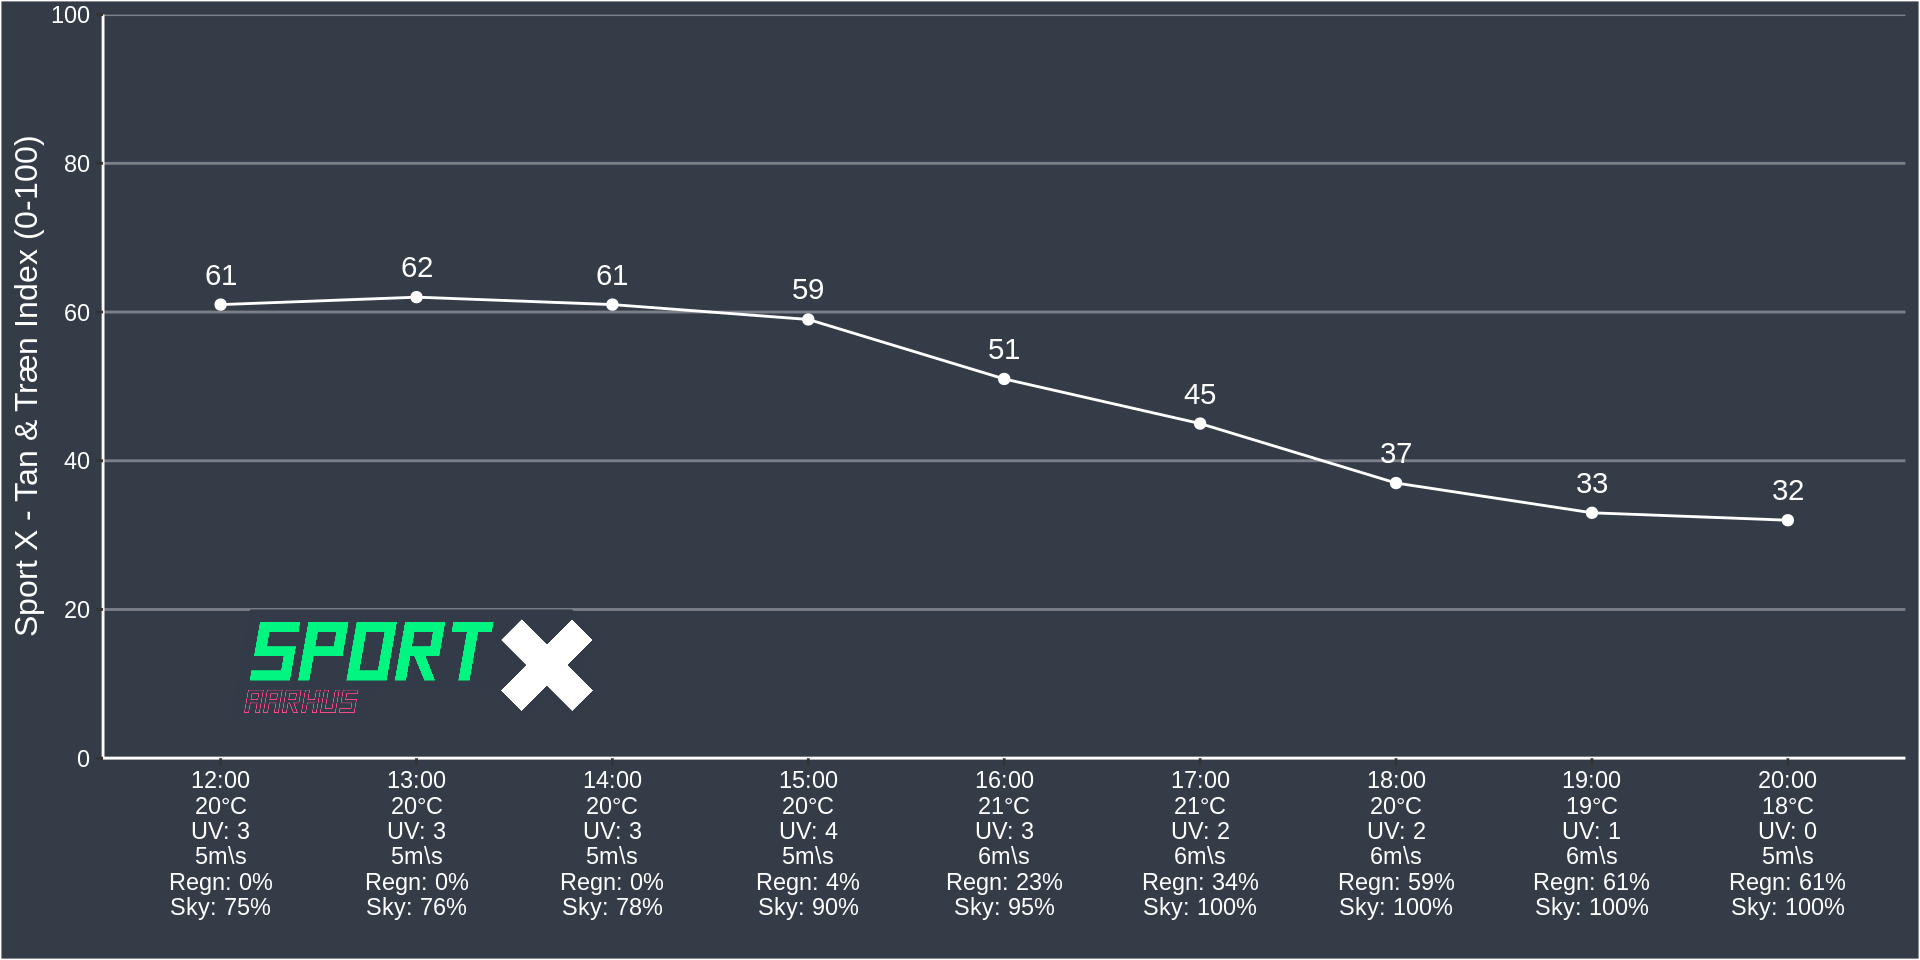 Sport X - Tan & Træn Index (0-100)
100
80
60
40
20
0
61
62
61
59
51
45
37
33
32
SPORT X
AARHUS
12:00
20°C
UV: 3
5m\s
Regn: 0%
Sky: 75%
13:00
20°C
UV: 3
5m\s
Regn: 0%
Sky: 76%
14:00
20°C
UV: 3
5m\s
Regn: 0%
Sky: 78%
15:00
20°C
UV: 4
5m\s
Regn: 4%
Sky: 90%
16:00
21°C
UV: 3
6m\s
Regn: 23%
Sky: 95%
17:00
21°C
UV: 2
6m\s
Regn: 34%
Sky: 100%
18:00
20°C
UV: 2
6m\s
Regn: 59%
Sky: 100%
19:00
19°C
UV: 1
6m\s
Regn: 61%
Sky: 100%
20:00
18°C
UV: 0
5m\s
Regn: 61%
Sky: 100%